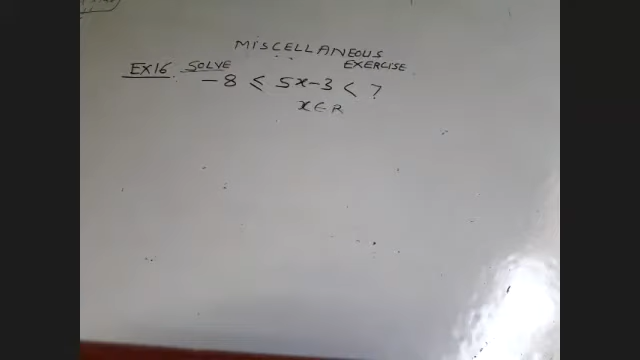 MISCELLANEOUS
EXERCISE
EX16 SOLVE
-8 ≤ 5x-3 < 7
x ∈ R